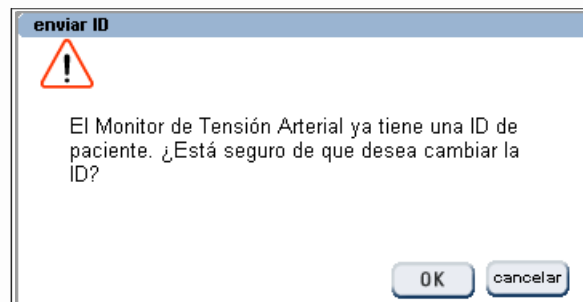 enviar ID
El Monitor de Tensión Arterial ya tiene una ID de
paciente. ¿Está seguro de que desea cambiar la
ID?
OK
cancelar